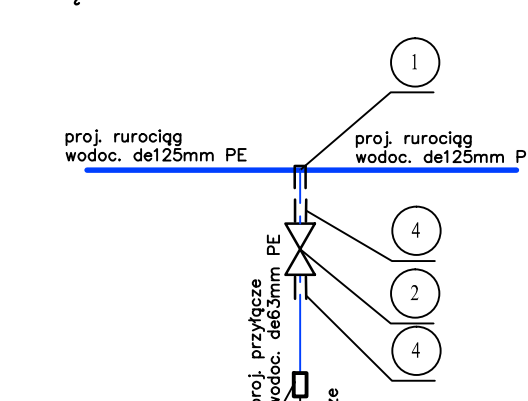 1
proj. rurociąg
wodoc. de125mm PE
proj. rurociąg
wodoc. de125mm P
4
2
4
proj. przyłącze
wodoc. de63mm PE